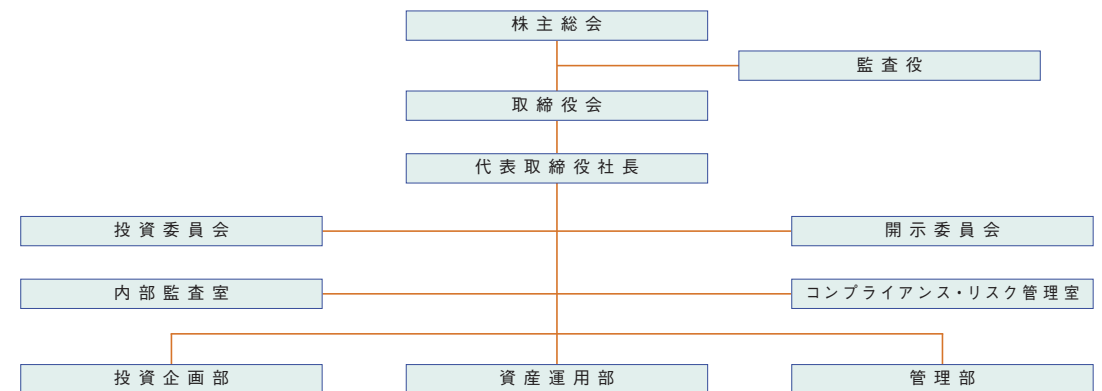 株主総会
監査役
取締役会
代表取締役社長
投資委員会
開示委員会
内部監査室
コンプライアンス・リスク管理室
投資企画部
資産運用部
管理部